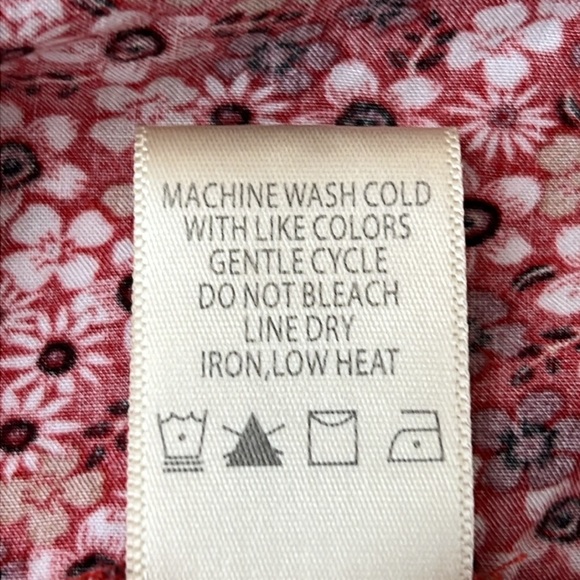 MACHINE WASH COLD
WITH LIKE COLORS
GENTLE CYCLE
DO NOT BLEACH
LINE DRY
IRON,LOW HEAT